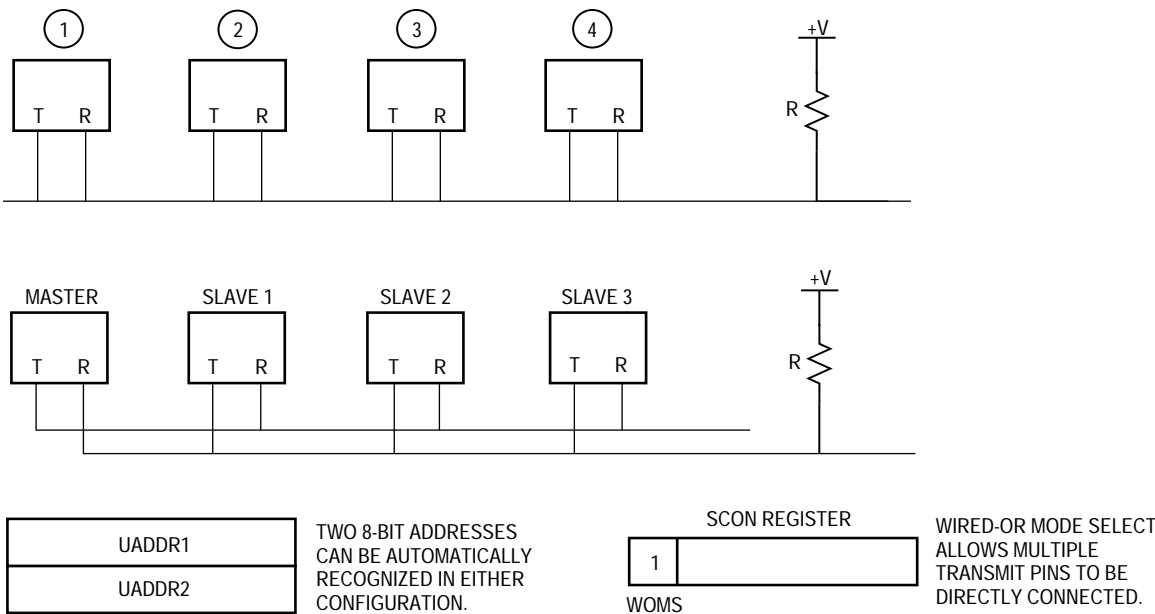 1 2 3 4
+V
T R T R T R T R R
MASTER SLAVE 1 SLAVE 2 SLAVE 3
+V
T R T R T R T R R
UADDR1
UADDR2
TWO 8-BIT ADDRESSES
CAN BE AUTOMATICALLY
RECOGNIZED IN EITHER
CONFIGURATION.
SCON REGISTER
1
WOMS
WIRED-OR MODE SELECT
ALLOWS MULTIPLE
TRANSMIT PINS TO BE
DIRECTLY CONNECTED.